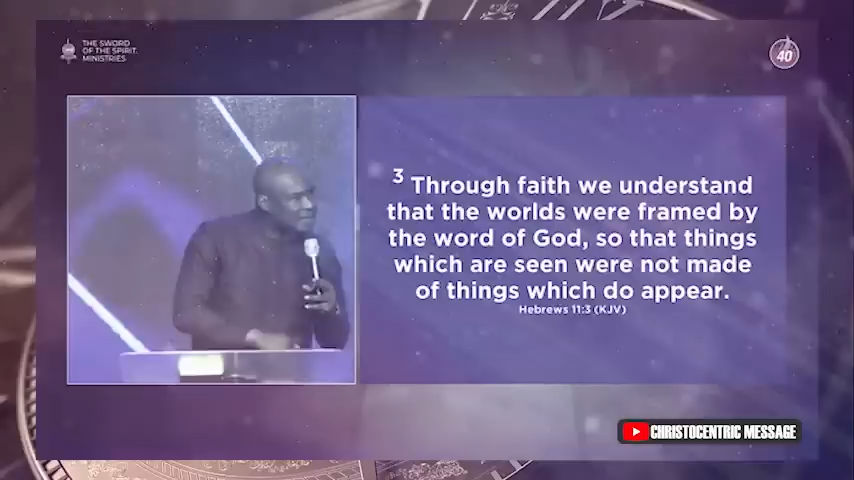 THE SWORD
OF THE SPIRIT
MINISTRIES
40
3 Through faith we understand
that the worlds were framed by
the word of God, so that things
which are seen were not made
of things which do appear.
Hebrews 11:3 (KJV)
CHRISTOCENTRIC MESSAGE